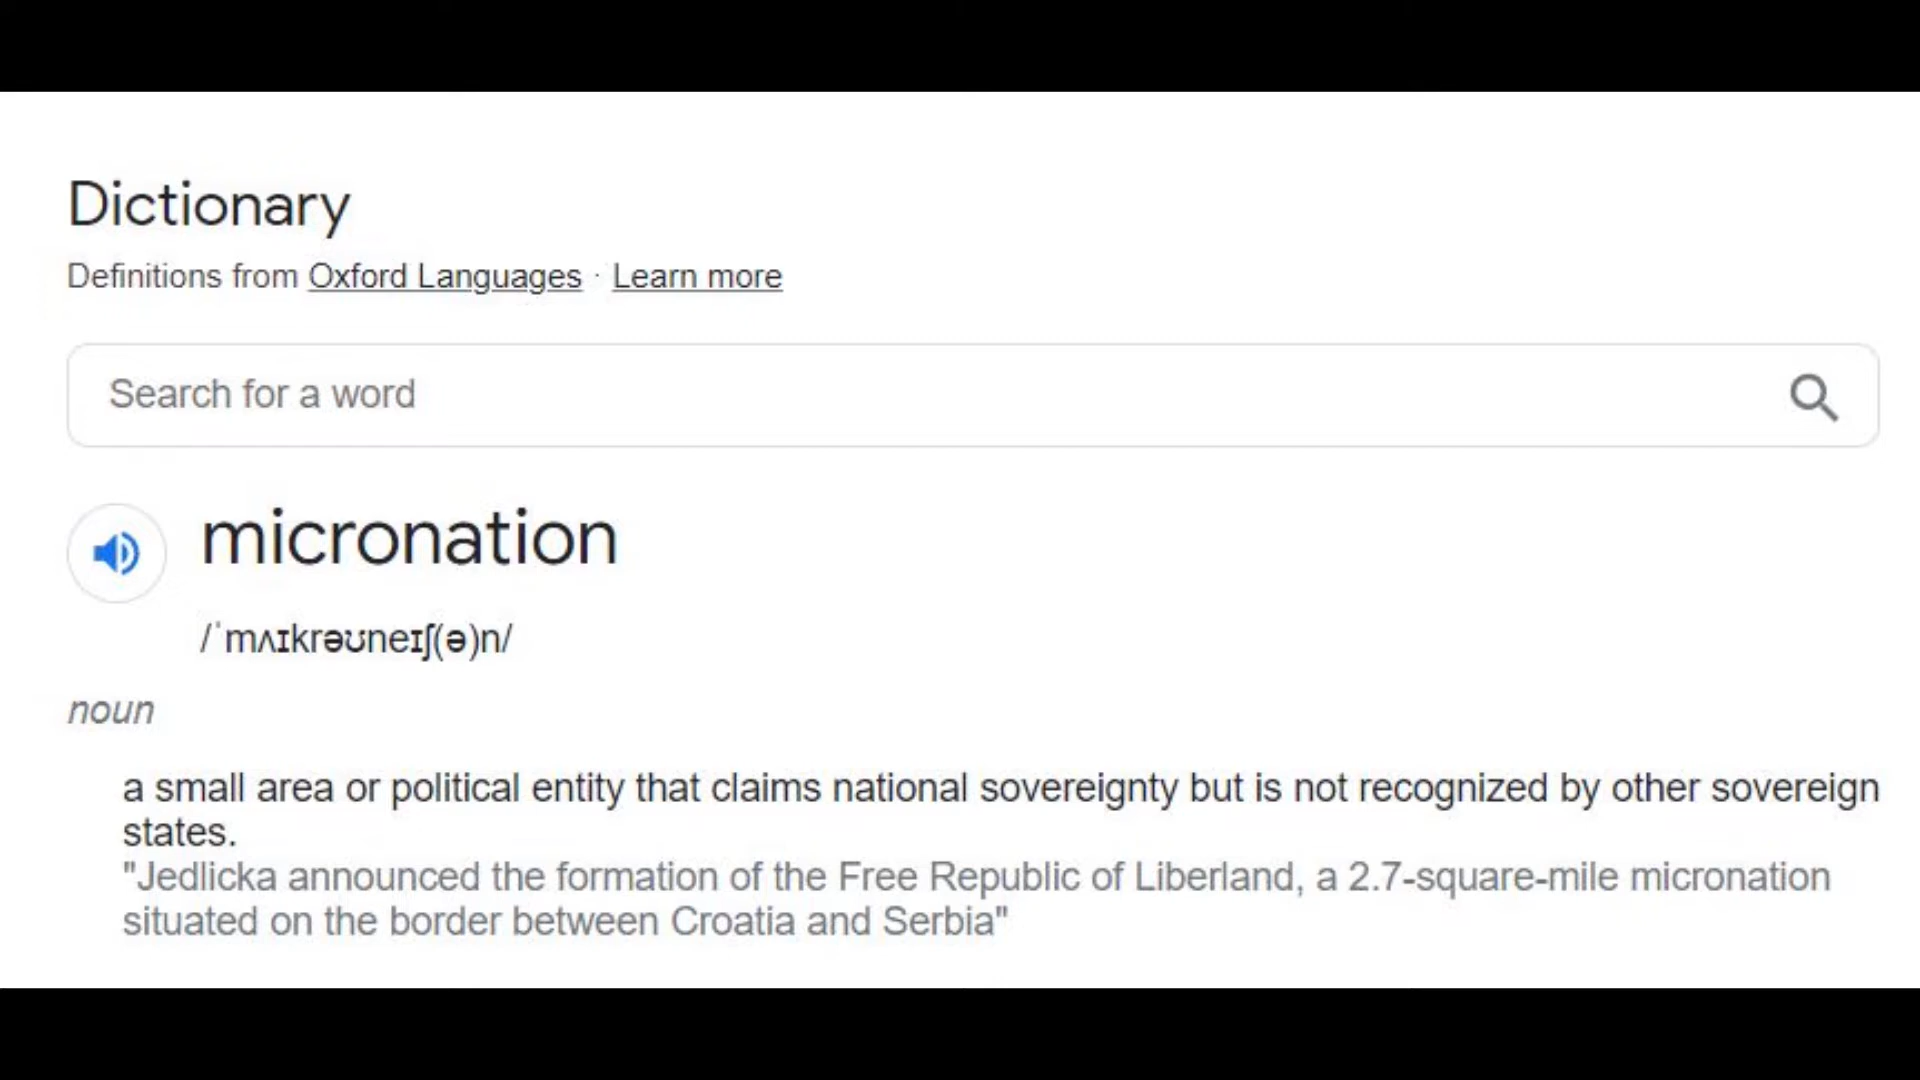 Dictionary
Definitions from Oxford Languages · Learn more
Search for a word
micronation
/ˈmʌɪkrəʊneɪʃ(ə)n/
noun
a small area or political entity that claims national sovereignty but is not recognized by other sovereign
states.
"Jedlicka announced the formation of the Free Republic of Liberland, a 2.7-square-mile micronation
situated on the border between Croatia and Serbia"